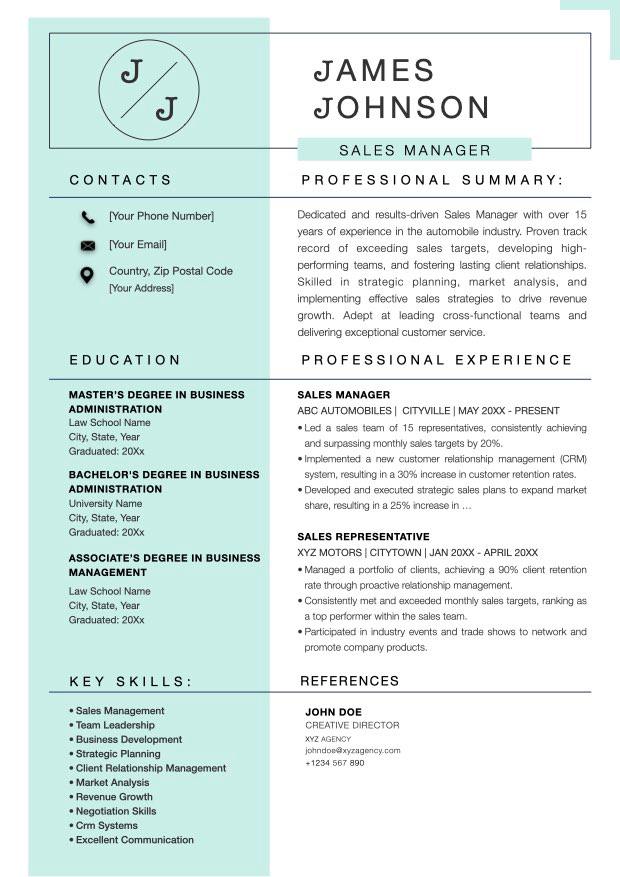 J
J
JAMES
JOHNSON
SALES MANAGER
CONTACTS
[Your Phone Number]
[Your Email]
Country, Zip Postal Code
[Your Address]
PROFESSIONAL SUMMARY:
Dedicated and results-driven Sales Manager with over 15
years of experience in the automobile industry. Proven track
record of exceeding sales targets, developing high-
performing teams, and fostering lasting client relationships.
Skilled in strategic planning, market analysis, and
implementing effective sales strategies to drive revenue
growth. Adept at leading cross-functional teams and
delivering exceptional customer service.
EDUCATION
MASTER'S DEGREE IN BUSINESS
ADMINISTRATION
Law School Name
City, State, Year
Graduated: 20Xx
BACHELOR'S DEGREE IN BUSINESS
ADMINISTRATION
University Name
City, State, Year
Graduated: 20Xx
ASSOCIATE'S DEGREE IN BUSINESS
MANAGEMENT
Law School Name
City, State, Year
Graduated: 20Xx
PROFESSIONAL EXPERIENCE
SALES MANAGER
ABC AUTOMOBILES | CITYVILLE | MAY 20XX - PRESENT
• Led a sales team of 15 representatives, consistently achieving
and surpassing monthly sales targets by 20%.
• Implemented a new customer relationship management (CRM)
system, resulting in a 30% increase in customer retention rates.
• Developed and executed strategic sales plans to expand market
share, resulting in a 25% increase in ...
SALES REPRESENTATIVE
XYZ MOTORS | CITYTOWN | JAN 20XX - APRIL 20XX
• Managed a portfolio of clients, achieving a 90% client retention
rate through proactive relationship management.
• Consistently met and exceeded monthly sales targets, ranking as
a top performer within the sales team.
• Participated in industry events and trade shows to network and
promote company products.
KEY SKILLS:
• Sales Management
• Team Leadership
• Business Development
• Strategic Planning
• Client Relationship Management
• Market Analysis
• Revenue Growth
• Negotiation Skills
• Crm Systems
• Excellent Communication
REFERENCES
JOHN DOE
CREATIVE DIRECTOR
XYZ AGENCY
johndoe@xyzagency.com
+1234 567 890